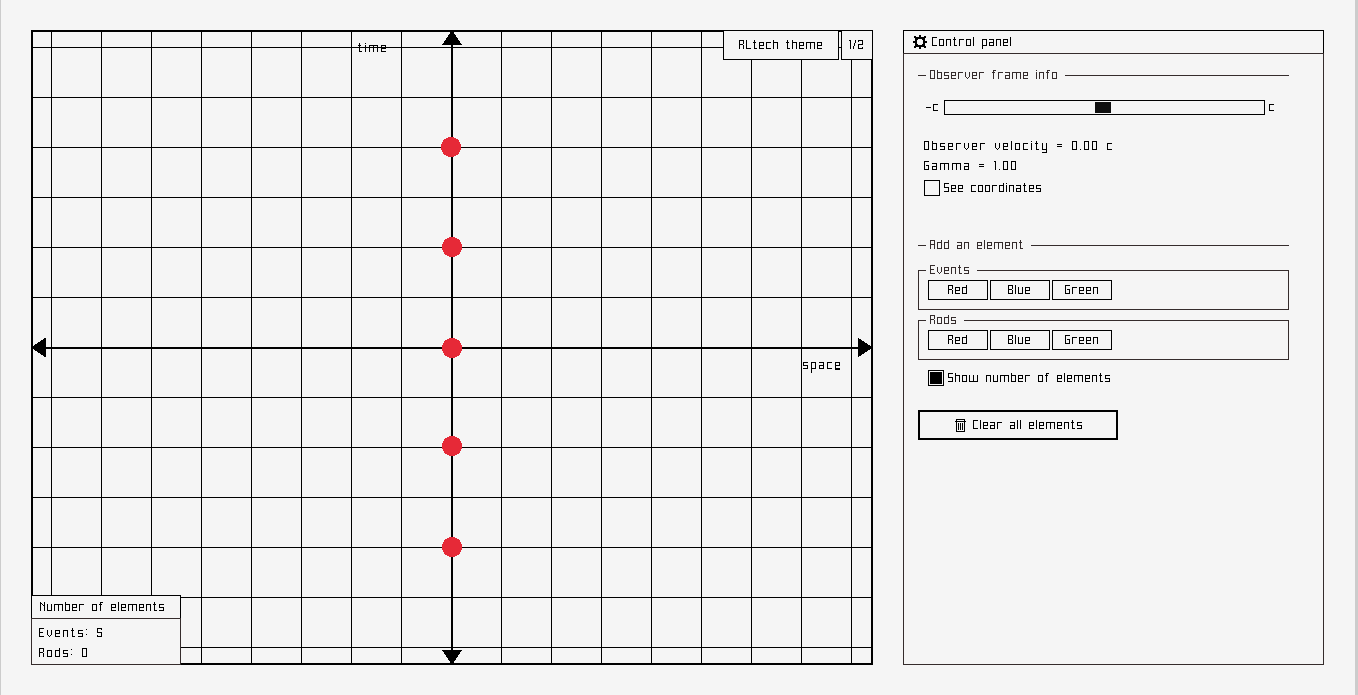 time
RLtech theme
1/2
space
Number of elements
Events: 5
Rods: 0
Control panel
Observer frame info
-c
c
Observer velocity = 0.00 c
Gamma = 1.00
See coordinates
Add an element
Events
Red Blue Green
Rods
Red Blue Green
Show number of elements
Clear all elements